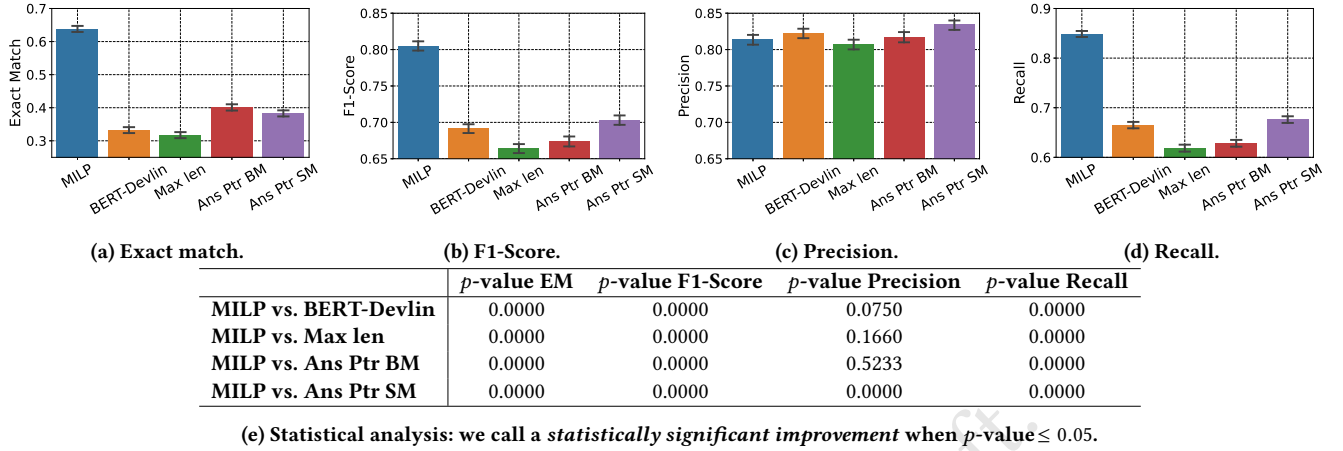 0.7
0.6
0.5
0.4
0.3
Exact Match
MILP
BERT-Devlin
Max len
Ans Ptr BM
Ans Ptr SM
(a) Exact match.
0.85
0.80
0.75
0.70
0.65
F1-Score
MILP
BERT-Devlin
Max len
Ans Ptr BM
Ans Ptr SM
(b) F1-Score.
0.85
0.80
0.75
0.70
0.65
Precision
MILP
BERT-Devlin
Max len
Ans Ptr BM
Ans Ptr SM
(c) Precision.
0.9
0.8
0.7
0.6
Recall
MILP
BERT-Devlin
Max len
Ans Ptr BM
Ans Ptr SM
(d) Recall.
p-value EM p-value F1-Score p-value Precision p-value Recall
MILP vs. BERT-Devlin 0.0000 0.0000 0.0750 0.0000
MILP vs. Max len 0.0000 0.0000 0.1660 0.0000
MILP vs. Ans Ptr BM 0.0000 0.0000 0.5233 0.0000
MILP vs. Ans Ptr SM 0.0000 0.0000 0.0000 0.0000
(e) Statistical analysis: we call a statistically significant improvement when p-value ≤ 0.05.